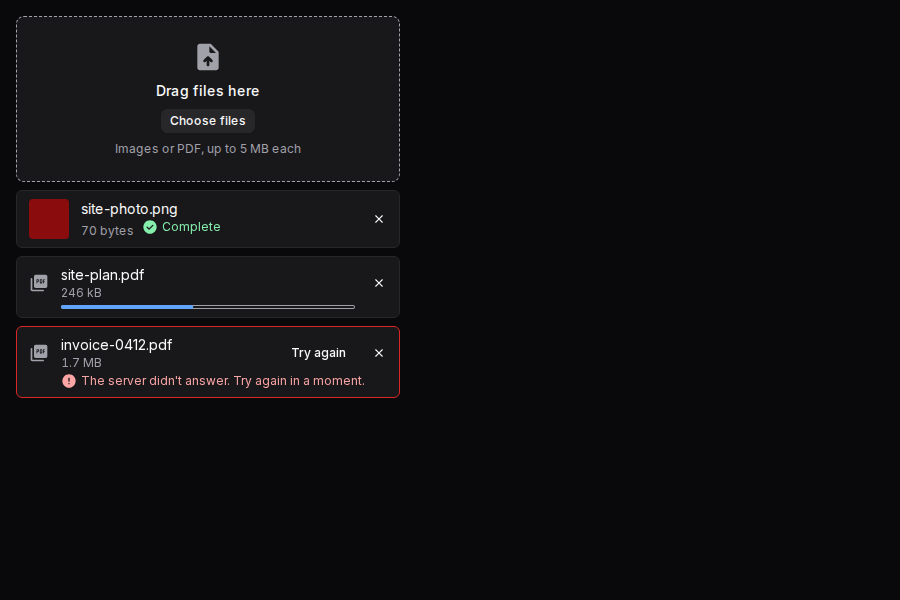 Drag files here
Choose files
Images or PDF, up to 5 MB each
site-photo.png
70 bytes Complete
PDF site-plan.pdf
246 kB
PDF invoice-0412.pdf Try again
1.7 MB
The server didn't answer. Try again in a moment.